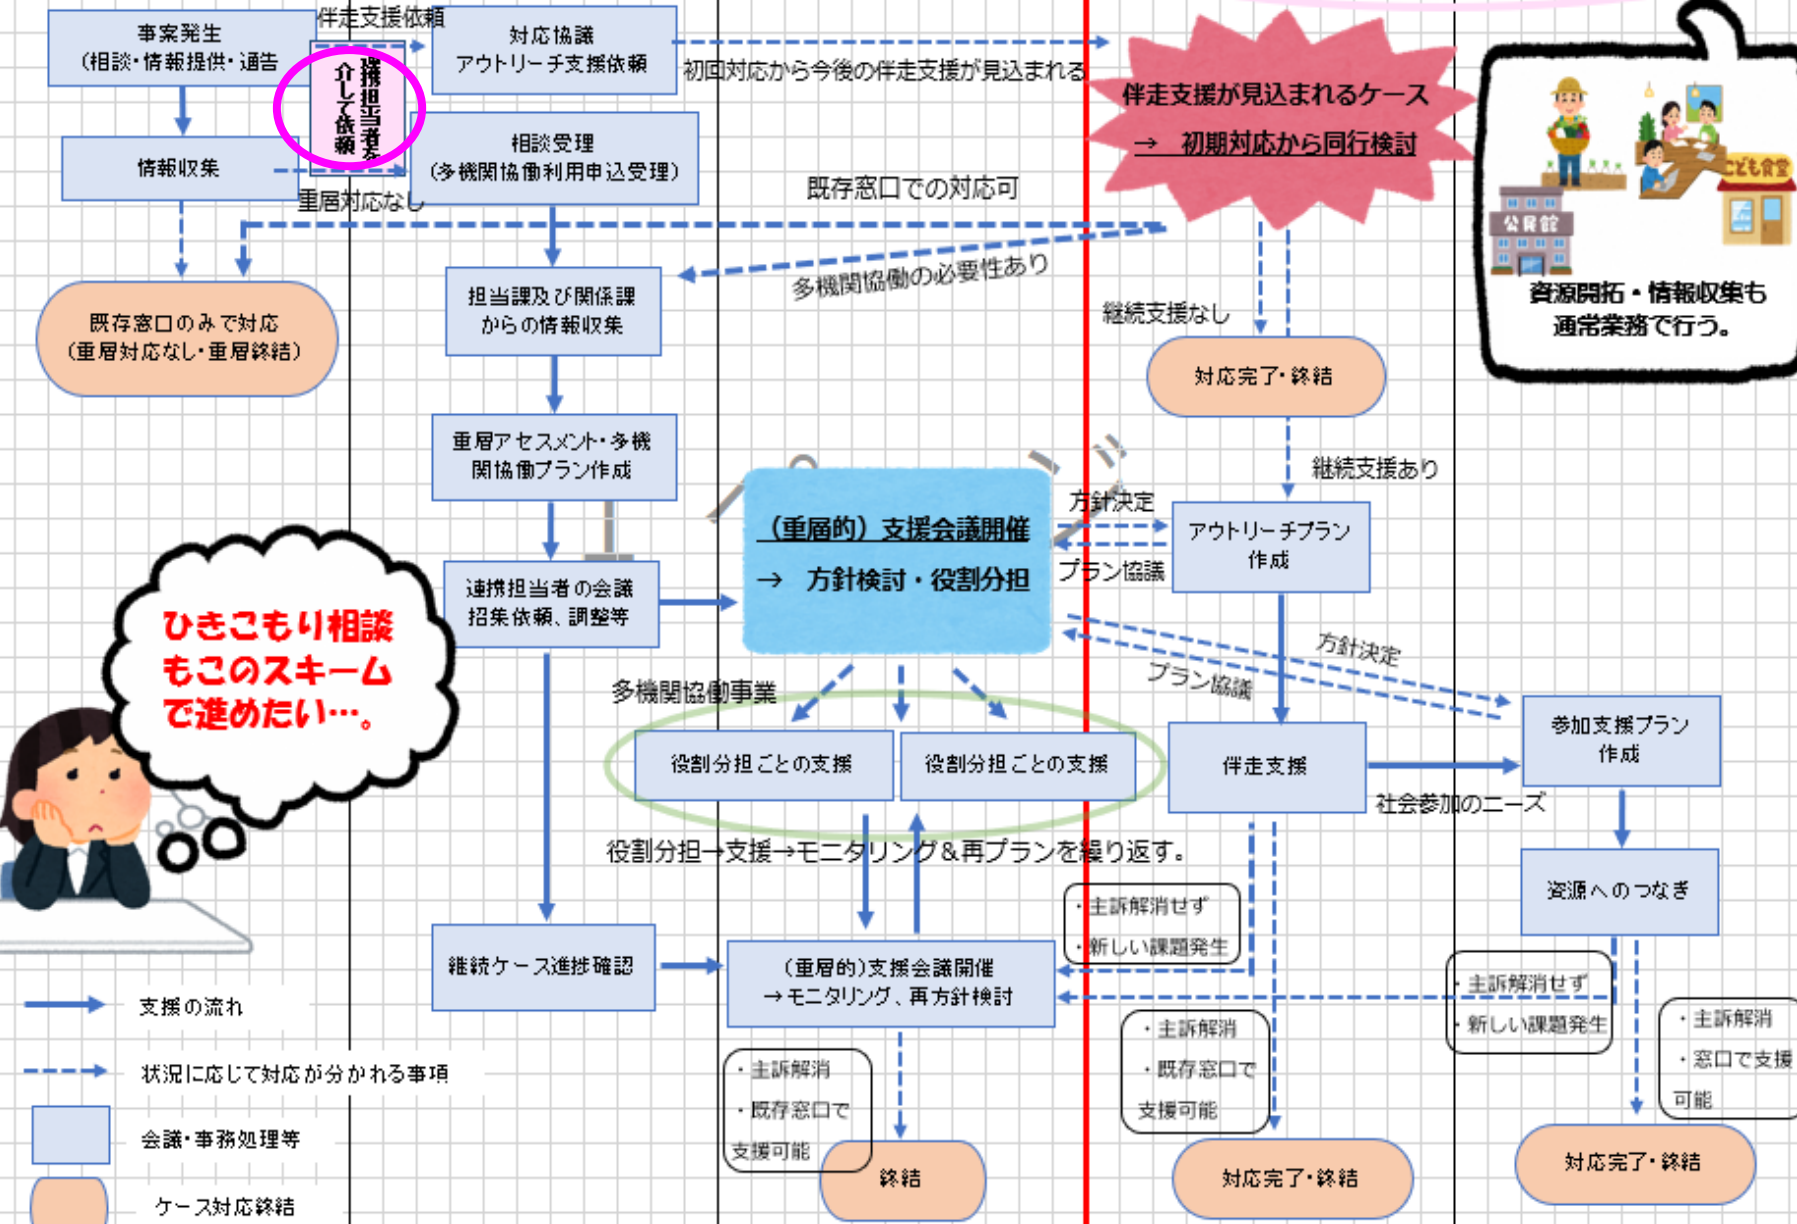 事案発生
(相談・情報提供・通告
伴走支援依頼
連携担当者を
介して依頼
対応協議
アウトリーチ支援依頼
初回対応から今後の伴走支援が見込まれる
伴走支援が見込まれるケース
→ 初期対応から同行検討
こども食堂
公民館
資源開拓・情報収集も
通常業務で行う。
情報収集
相談受理
(多機関協働利用申込受理)
重層対応なし
既存窓口での対応可
多機関協働の必要性あり
既存窓口のみで対応
(重層対応なし・重層終結)
担当課及び関係課
からの情報収集
継続支援なし
対応完了・終結
継続支援あり
重層アセスメント・多機
関協働プラン作成
(重層的)支援会議開催
→ 方針検討・役割分担
方針決定
プラン協議
アウトリーチプラン
作成
連携担当者の会議
招集依頼、調整等
ひきこもり相談
もこのスキーム
で進めたい…。
方針決定
プラン協議
多機関協働事業
役割分担ごとの支援
役割分担ごとの支援
伴走支援
社会参加のニーズ
参加支援プラン
作成
役割分担→支援→モニタリング&再プランを繰り返す。
資源へのつなぎ
・主訴解消せず
・新しい課題発生
継続ケース進捗確認
(重層的)支援会議開催
→モニタリング、再方針検討
・主訴解消せず
・新しい課題発生
・主訴解消
・既存窓口で
支援可能
・主訴解消
・既存窓口で
支援可能
・主訴解消
・窓口で支援
可能
終結
対応完了・終結
対応完了・終結
支援の流れ
状況に応じて対応が分かれる事項
会議・事務処理等
ケース対応終結